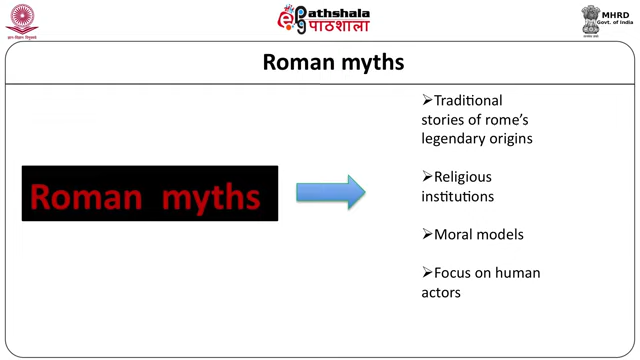 ePathshala
पाठशाला
MHRD
Govt. of India
Roman myths
Roman myths
➢Traditional
stories of rome's
legendary origins
➢Religious
institutions
➢Moral models
➢Focus on human
actors